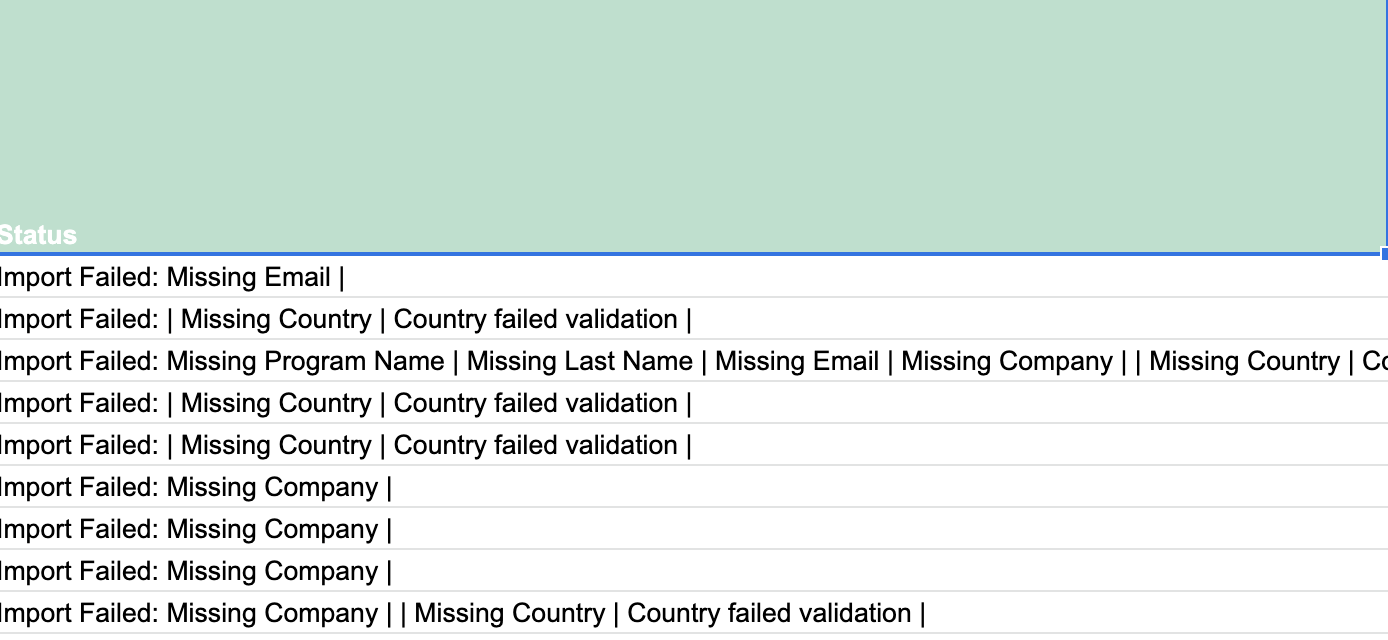 Status
Import Failed: Missing Email |
Import Failed: | Missing Country | Country failed validation |
Import Failed: Missing Program Name | Missing Last Name | Missing Email | Missing Company | | Missing Country |
Import Failed: | Missing Country | Country failed validation |
Import Failed: | Missing Country | Country failed validation |
Import Failed: Missing Company |
Import Failed: Missing Company |
Import Failed: Missing Company |
Import Failed: Missing Company | | Missing Country | Country failed validation |